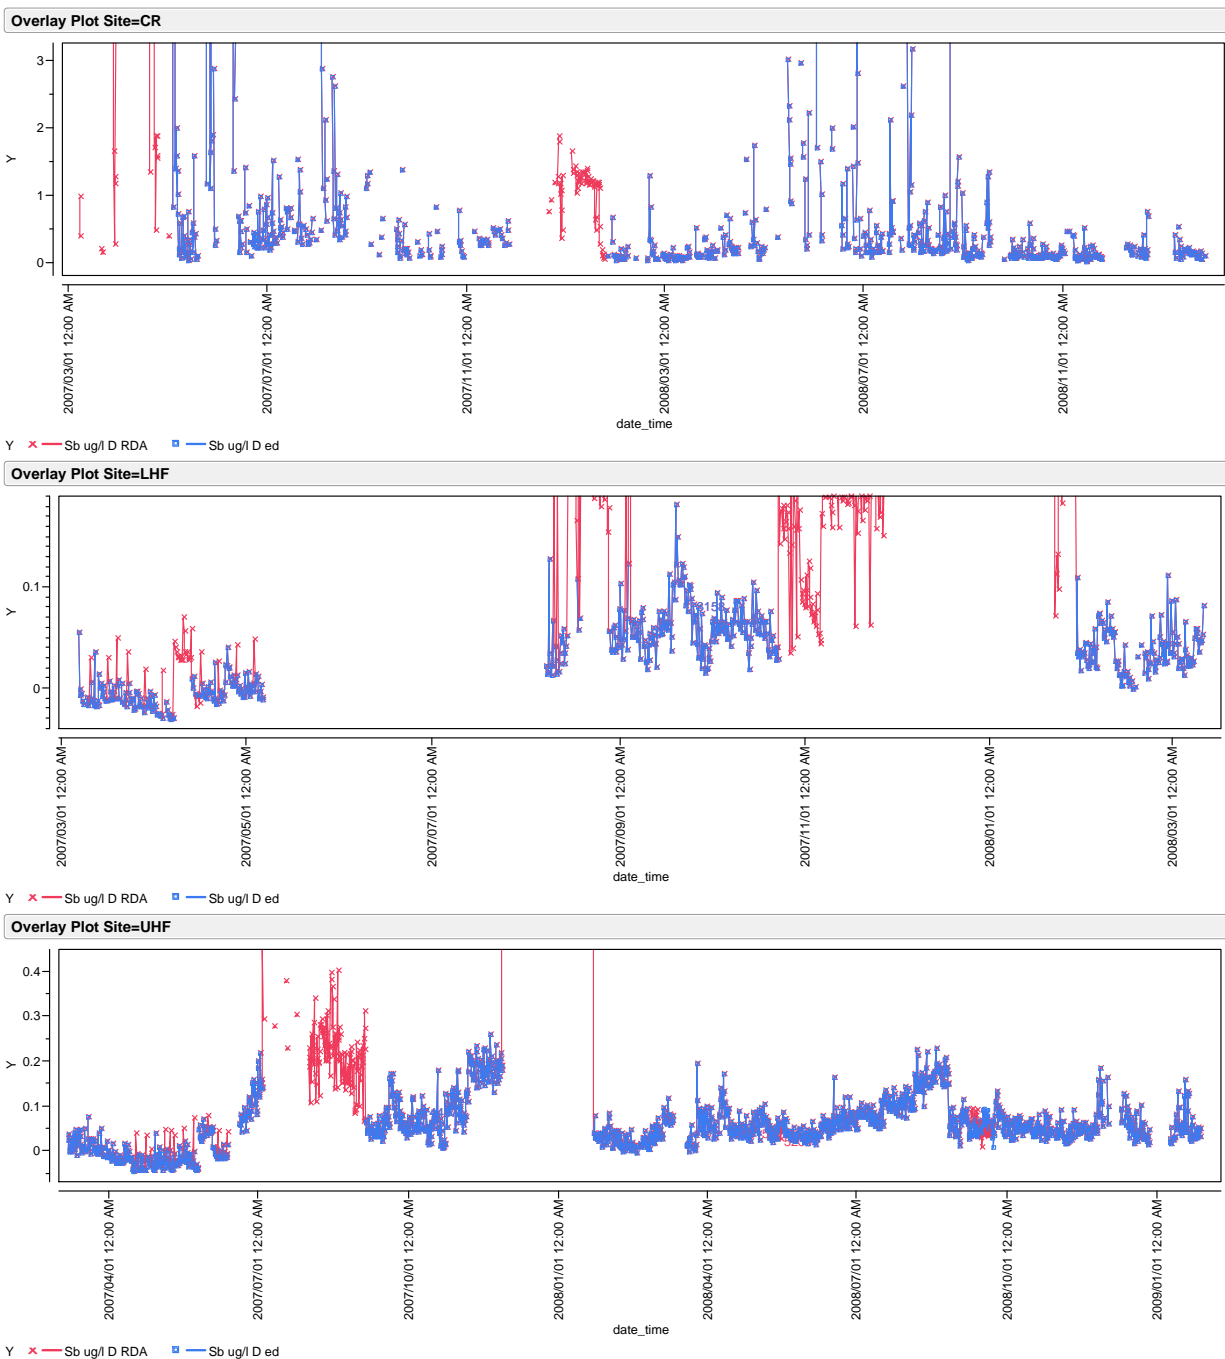 Overlay Plot Site=CR
3
2
1
0
Y
2007/03/01 12:00 AM
2007/07/01 12:00 AM
2007/11/01 12:00 AM
2008/03/01 12:00 AM
2008/07/01 12:00 AM
2008/11/01 12:00 AM
date_time
Y Sb ug/l D RDA Sb ug/l D ed
Overlay Plot Site=LHF
0.1
0
Y
2007/03/01 12:00 AM
2007/05/01 12:00 AM
2007/07/01 12:00 AM
2007/09/01 12:00 AM
2007/11/01 12:00 AM
2008/01/01 12:00 AM
2008/03/01 12:00 AM
date_time
Y Sb ug/l D RDA Sb ug/l D ed
Overlay Plot Site=UHF
0.4
0.3
0.2
0.1
0
Y
2007/04/01 12:00 AM
2007/07/01 12:00 AM
2007/10/01 12:00 AM
2008/01/01 12:00 AM
2008/04/01 12:00 AM
2008/07/01 12:00 AM
2008/10/01 12:00 AM
2009/01/01 12:00 AM
date_time
Y Sb ug/l D RDA Sb ug/l D ed